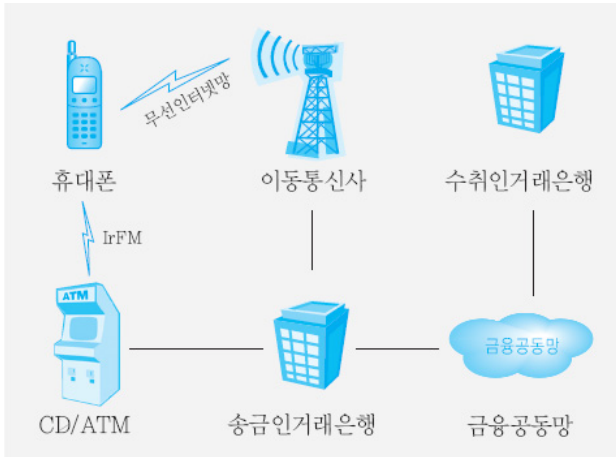 무선인터넷망
휴대폰
이동통신사
수취인거래은행
IrFM
ATM
금융공동망
CD/ATM
송금인거래은행
금융공동망